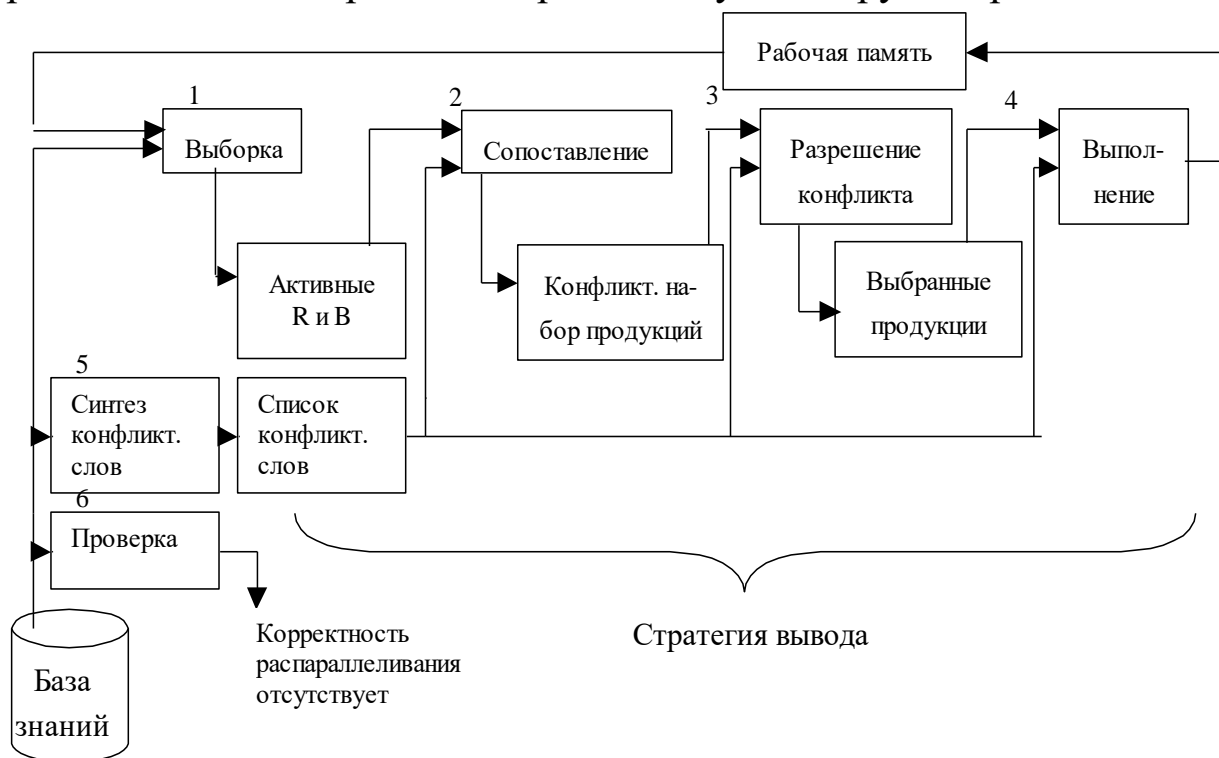 Рабочая память
1
Выборка
2
Сопоставление
3
Разрешение
конфликта
4
Выпол-
нение
Активные
R и В
Конфликт. на-
бор продукций
Выбранные
продукции
5
Синтез
конфликт.
слов
Список
конфликт.
слов
6
Проверка
Корректность
распараллеливания
отсутствует
Стратегия вывода
База
знаний